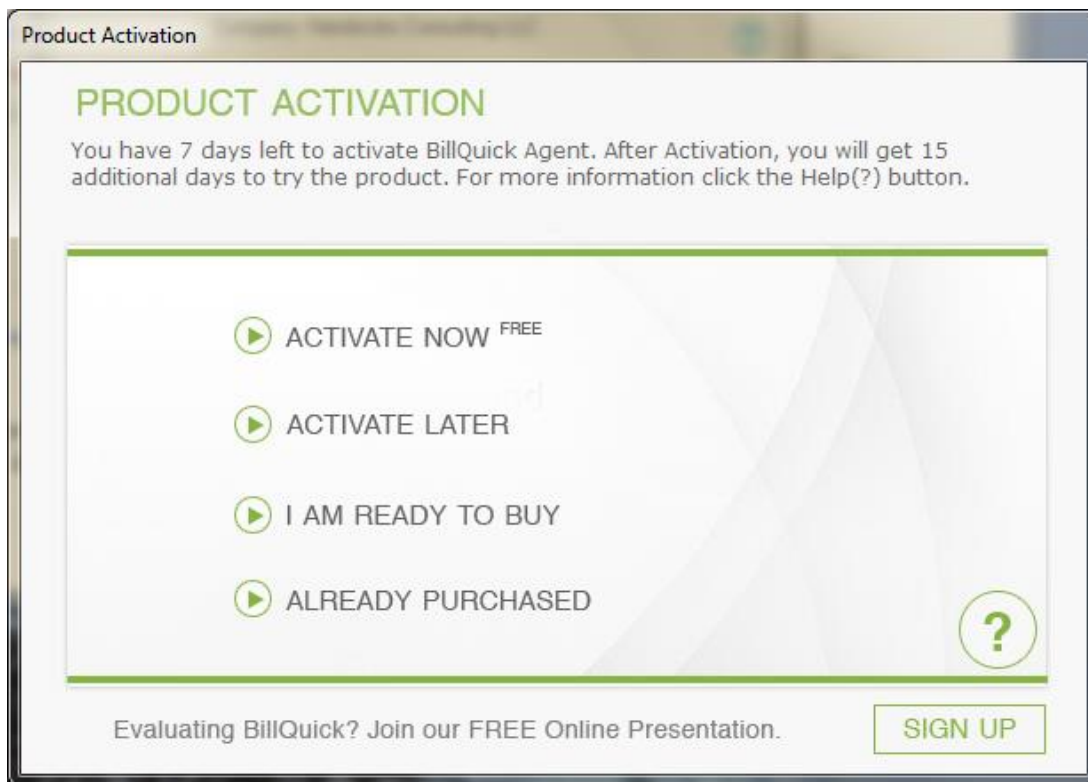 Product Activation
PRODUCT ACTIVATION
You have 7 days left to activate BillQuick Agent. After Activation, you will get 15
additional days to try the product. For more information click the Help(?) button.
ACTIVATE NOW FREE
ACTIVATE LATER
I AM READY TO BUY
ALREADY PURCHASED
?
Evaluating BillQuick? Join our FREE Online Presentation.
SIGN UP